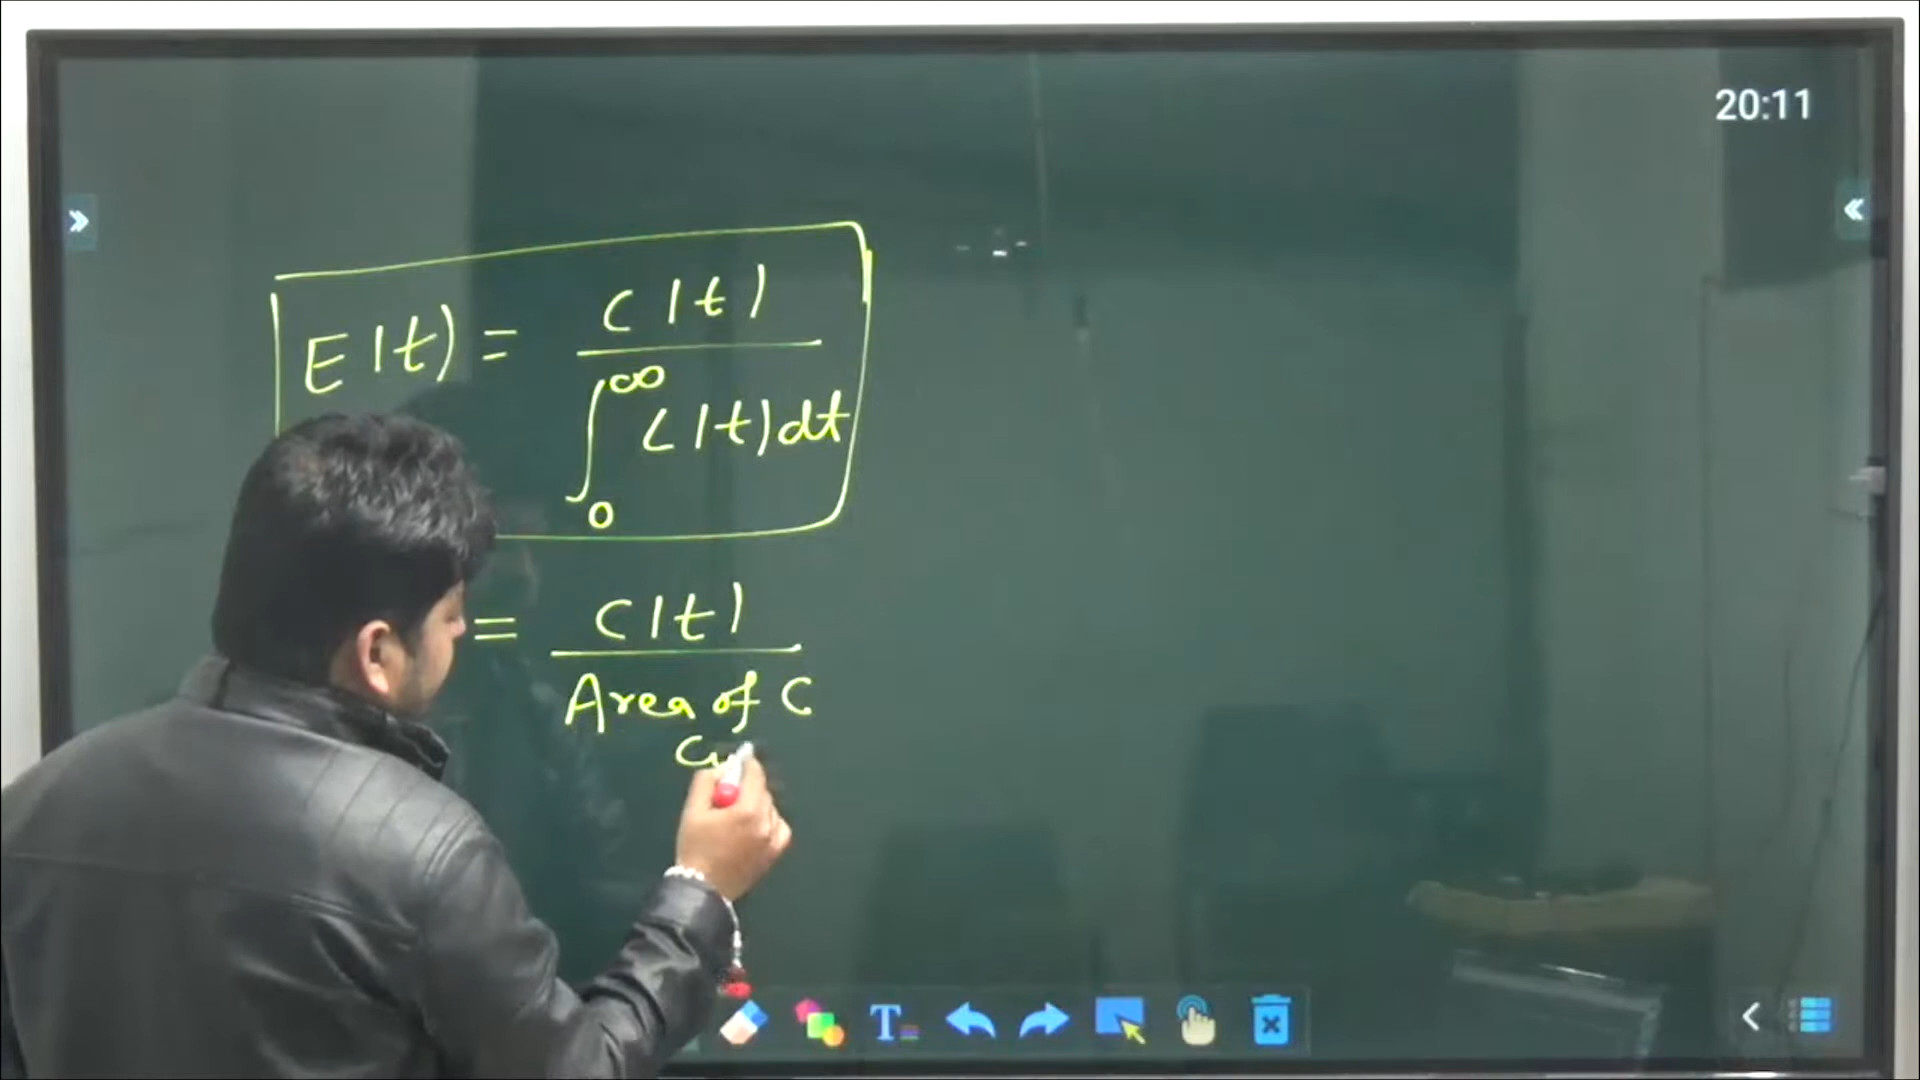 20:11
E(t) = C(t)
∫₀^∞ C(t)dt
= C(t)
Area of C